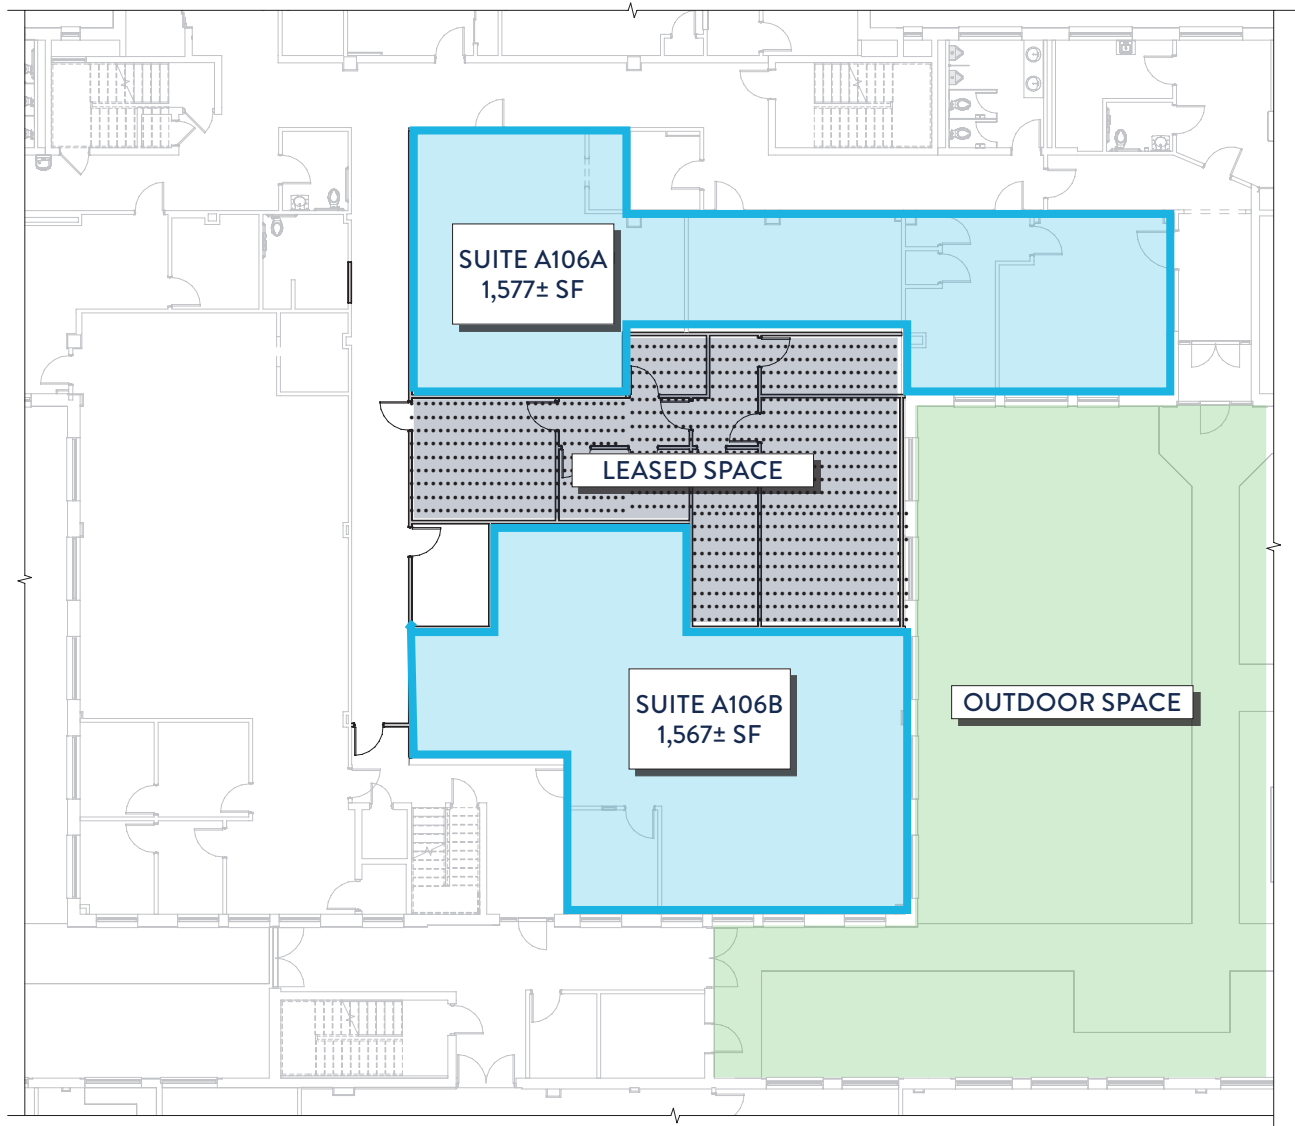 SUITE A106A
1,577± SF
LEASED SPACE
SUITE A106B
1,567± SF
OUTDOOR SPACE